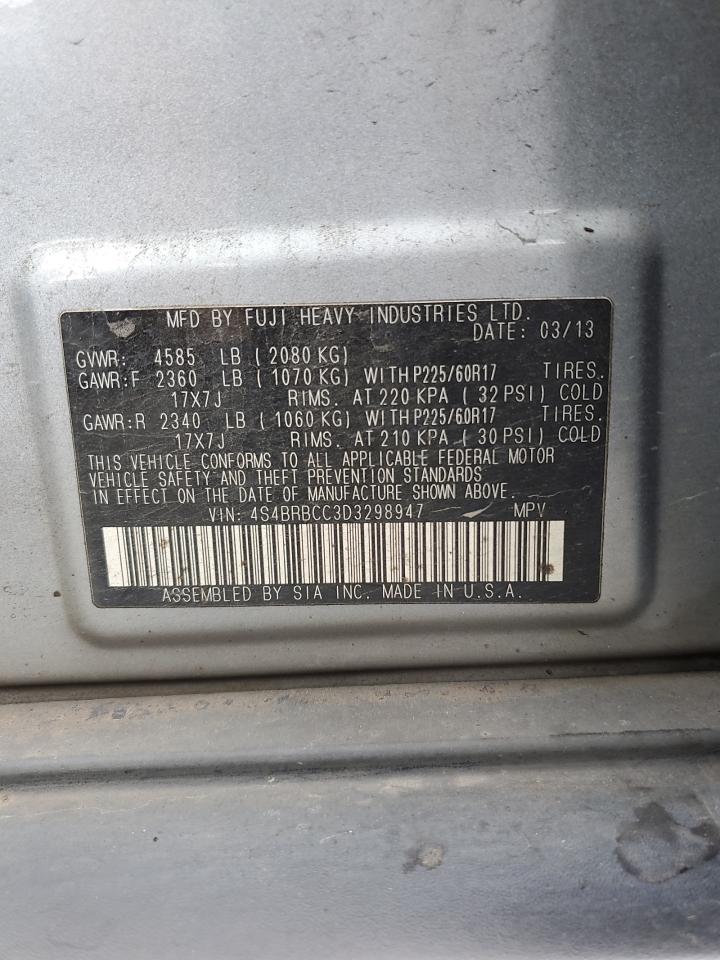 MFD BY FUJI HEAVY INDUSTRIES LTD.
DATE: 03/13
GVWR: 4585 LB ( 2080 KG)
GAWR:F 2360 LB ( 1070 KG) WITH P225/60R17 TIRES.
17X7J RIMS. AT 220 KPA ( 32 PSI) COLD
GAWR:R 2340 LB ( 1060 KG) WITH P225/60R17 TIRES.
17X7J RIMS. AT 210 KPA ( 30 PSI) COLD
THIS VEHICLE CONFORMS TO ALL APPLICABLE FEDERAL MOTOR
VEHICLE SAFETY AND THEFT PREVENTION STANDARDS
IN EFFECT ON THE DATE OF MANUFACTURE SHOWN ABOVE.
VIN: 4S4BRBCC3D3298947 MPV
ASSEMBLED BY SIA INC. MADE IN U.S.A.